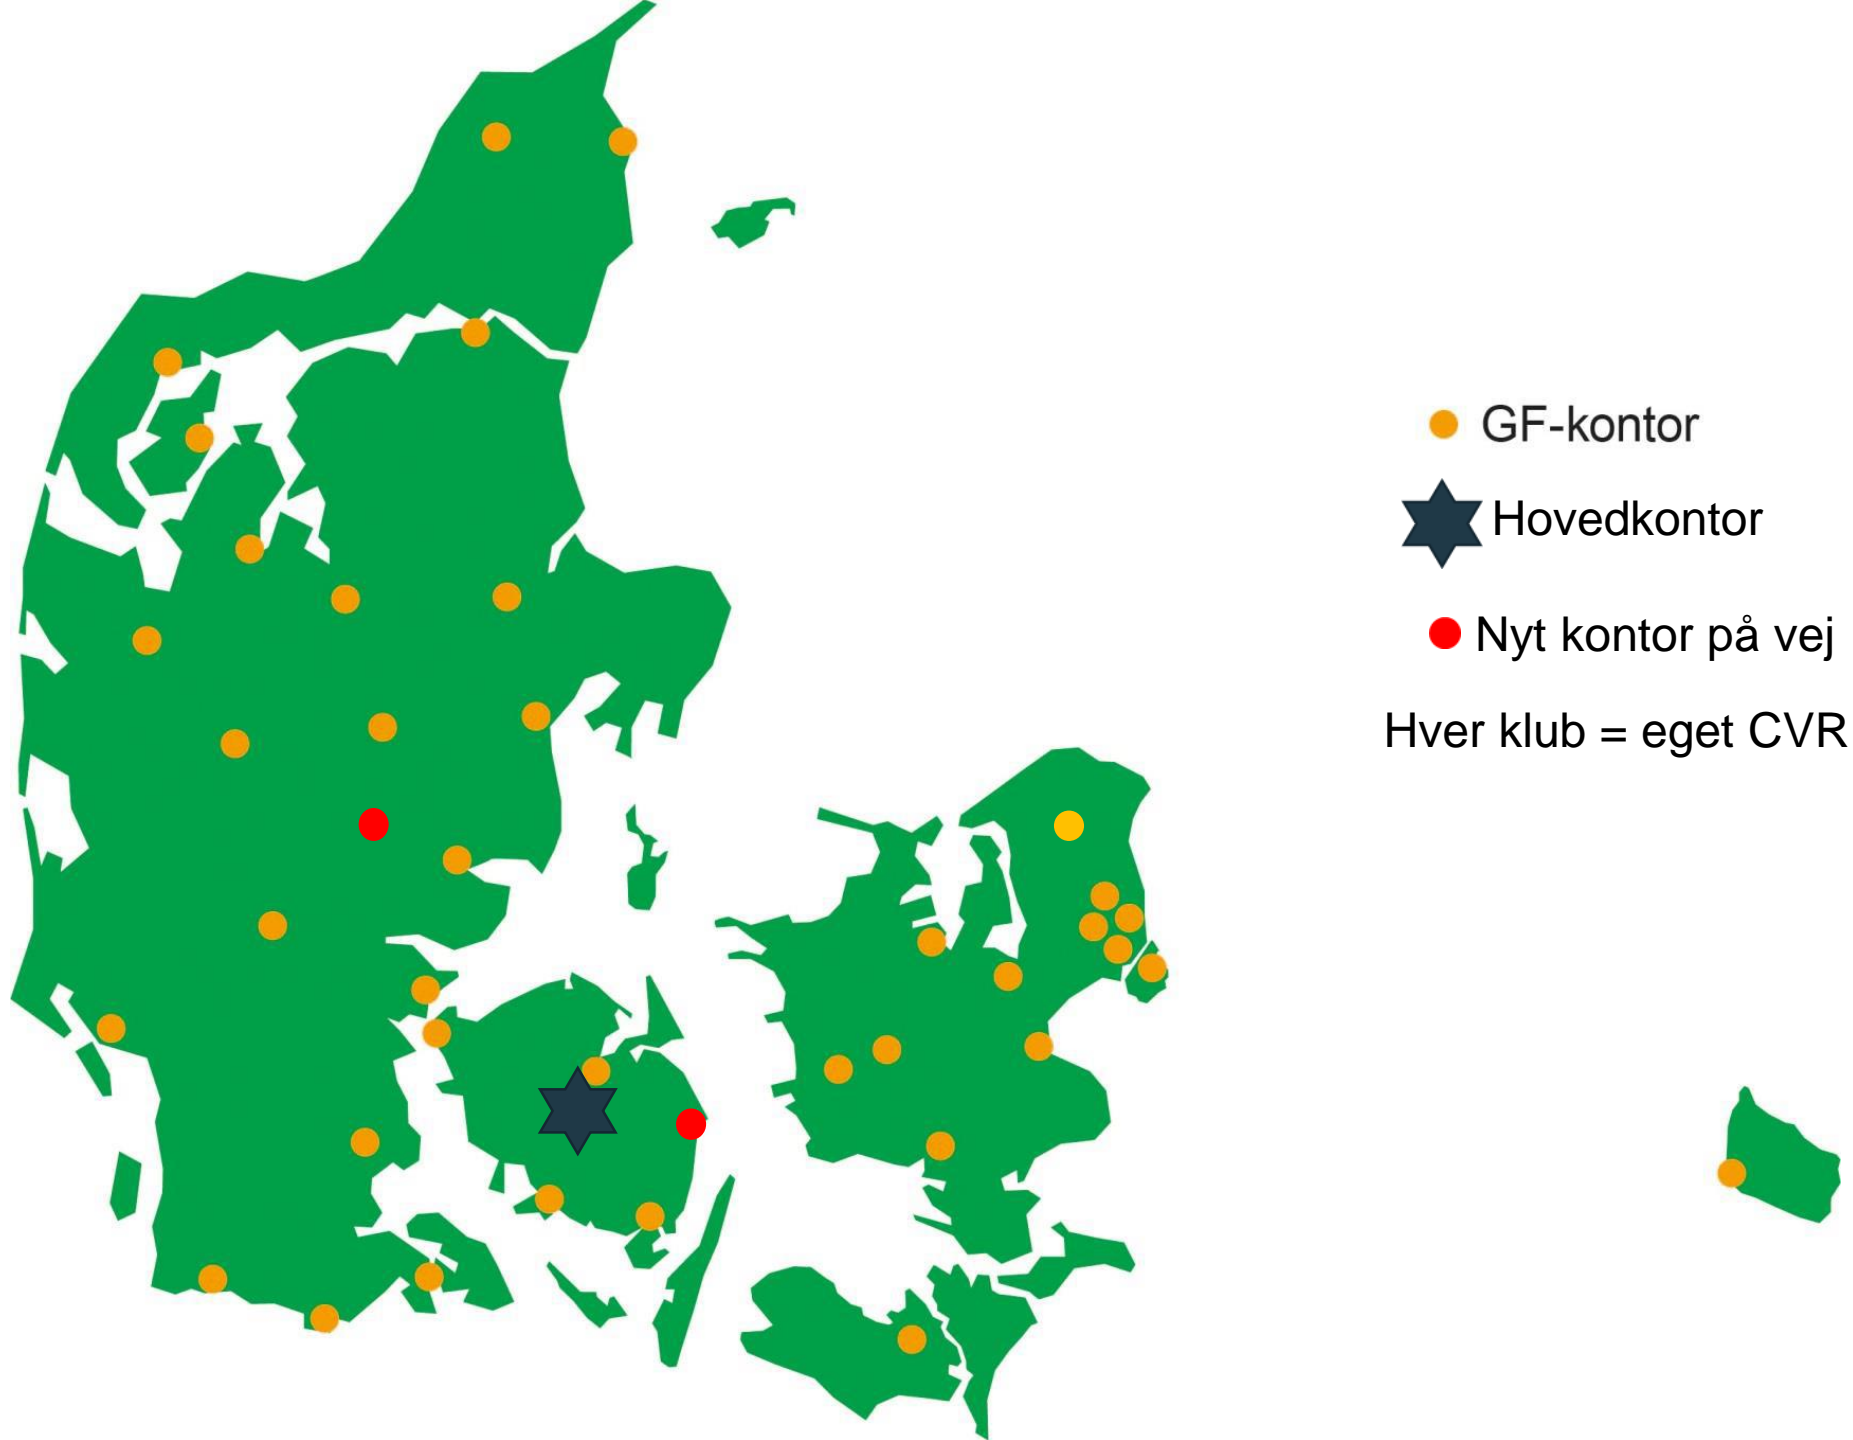 GF-kontor
Hovedkontor
Nyt kontor på vej
Hver klub = eget CVR